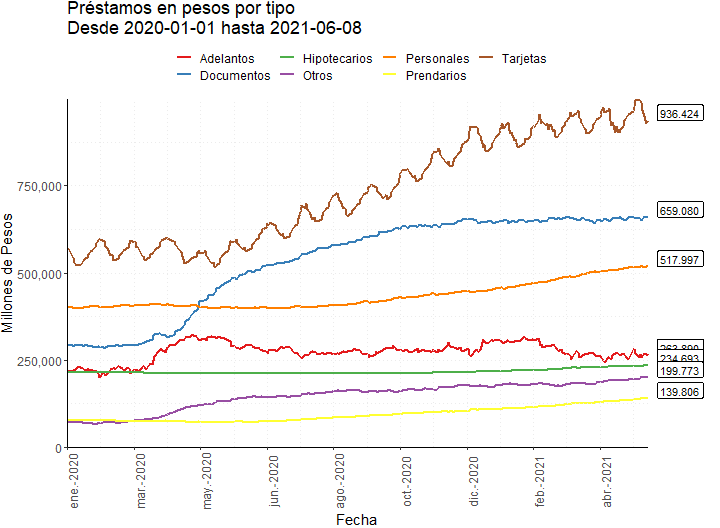 Préstamos en pesos por tipo
Desde 2020-01-01 hasta 2021-06-08
Adelantos Hipotecarios Personales Tarjetas
Documentos Otros Prendarios
Millones de Pesos
750,000
500,000
250,000
0
936.424
659.080
517.997
234.693
199.773
139.806
ene.-2020
mar.-2020
may.-2020
jun.-2020
ago.-2020
oct.-2020
dic.-2020
feb.-2021
abr.-2021
Fecha